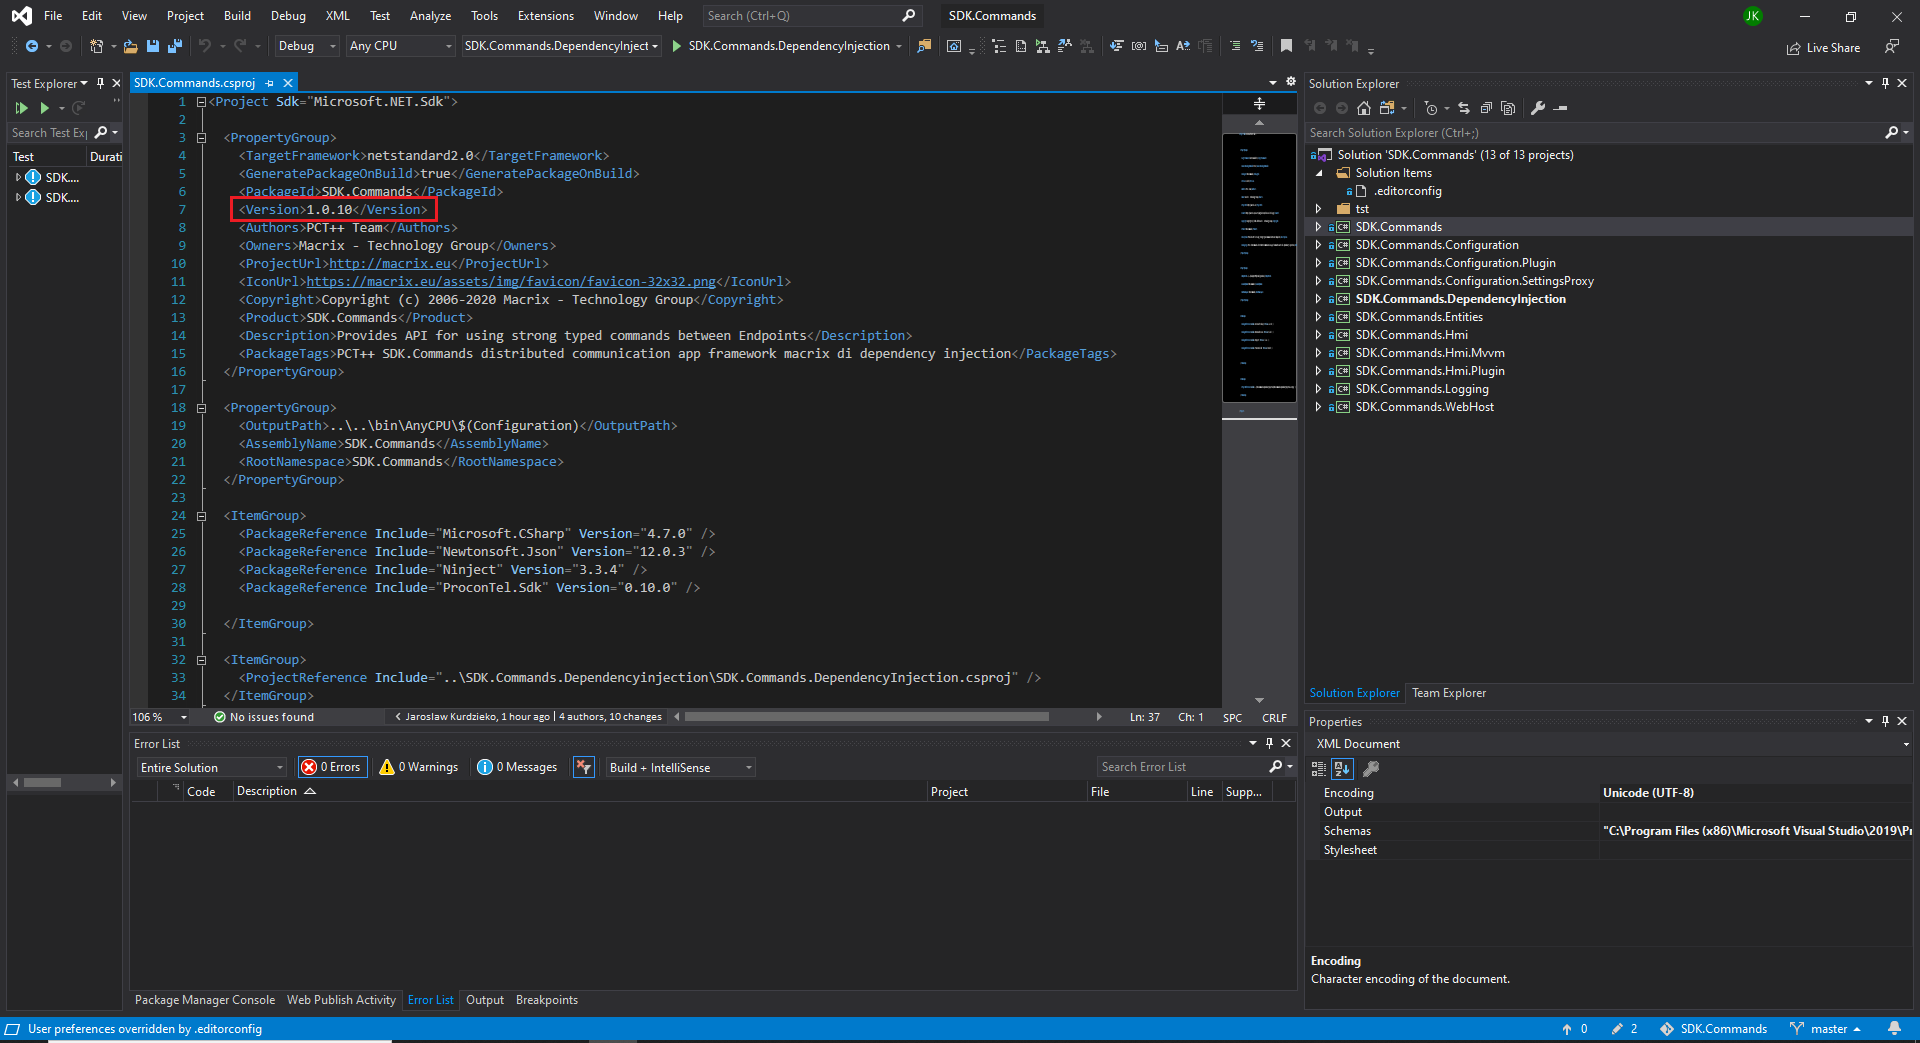 File Edit View Project Build Debug XML Test Analyze Tools Extensions Window Help Search (Ctrl+Q) SDK.Commands JK
Debug Any CPU SDK.Commands.DependencyInject SDK.Commands.DependencyInjection Live Share
Test Explorer
Search Test Exp
Test Durati
SDK....
SDK....
SDK.Commands.csproj
1 <Project Sdk="Microsoft.NET.Sdk">
2
3 <PropertyGroup>
4 <TargetFramework>netstandard2.0</TargetFramework>
5 <GeneratePackageOnBuild>true</GeneratePackageOnBuild>
6 <PackageId>SDK.Commands</PackageId>
7 <Version>1.0.10</Version>
8 <Authors>PCT++ Team</Authors>
9 <Owners>Macrix - Technology Group</Owners>
10 <ProjectUrl>http://macrix.eu</ProjectUrl>
11 <IconUrl>https://macrix.eu/assets/img/favicon/favicon-32x32.png</IconUrl>
12 <Copyright>Copyright (c) 2006-2020 Macrix - Technology Group</Copyright>
13 <Product>SDK.Commands</Product>
14 <Description>Provides API for using strong typed commands between Endpoints</Description>
15 <PackageTags>PCT++ SDK.Commands distributed communication app framework macrix di dependency injection</PackageTags>
16 </PropertyGroup>
17
18 <PropertyGroup>
19 <OutputPath>..\..\bin\AnyCPU\$(Configuration)</OutputPath>
20 <AssemblyName>SDK.Commands</AssemblyName>
21 <RootNamespace>SDK.Commands</RootNamespace>
22 </PropertyGroup>
23
24 <ItemGroup>
25 <PackageReference Include="Microsoft.CSharp" Version="4.7.0" />
26 <PackageReference Include="Newtonsoft.Json" Version="12.0.3" />
27 <PackageReference Include="Ninject" Version="3.3.4" />
28 <PackageReference Include="ProconTel.Sdk" Version="0.10.0" />
29
30 </ItemGroup>
31
32 <ItemGroup>
33 <ProjectReference Include="..\SDK.Commands.Dependencyinjection\SDK.Commands.DependencyInjection.csproj" />
34 </ItemGroup>
106 % No issues found Jaroslaw Kurdzieko, 1 hour ago | 4 authors, 10 changes Ln: 37 Ch: 1 SPC CRLF
Error List
Entire Solution 0 Errors 0 Warnings 0 Messages Build + IntelliSense Search Error List
Code Description Project File Line Supp...
Package Manager Console Web Publish Activity Error List Output Breakpoints
Solution Explorer
Search Solution Explorer (Ctrl+;)
Solution 'SDK.Commands' (13 of 13 projects)
Solution Items
.editorconfig
tst
C# SDK.Commands
C# SDK.Commands.Configuration
C# SDK.Commands.Configuration.Plugin
C# SDK.Commands.Configuration.SettingsProxy
C# SDK.Commands.DependencyInjection
C# SDK.Commands.Entities
C# SDK.Commands.Hmi
C# SDK.Commands.Hmi.Mvvm
C# SDK.Commands.Hmi.Plugin
C# SDK.Commands.Logging
C# SDK.Commands.WebHost
Solution Explorer Team Explorer
Properties
XML Document
Encoding Unicode (UTF-8)
Output
Schemas "C:\Program Files (x86)\Microsoft Visual Studio\2019\Pr
Stylesheet
Encoding
Character encoding of the document.
User preferences overridden by .editorconfig 0 2 SDK.Commands master